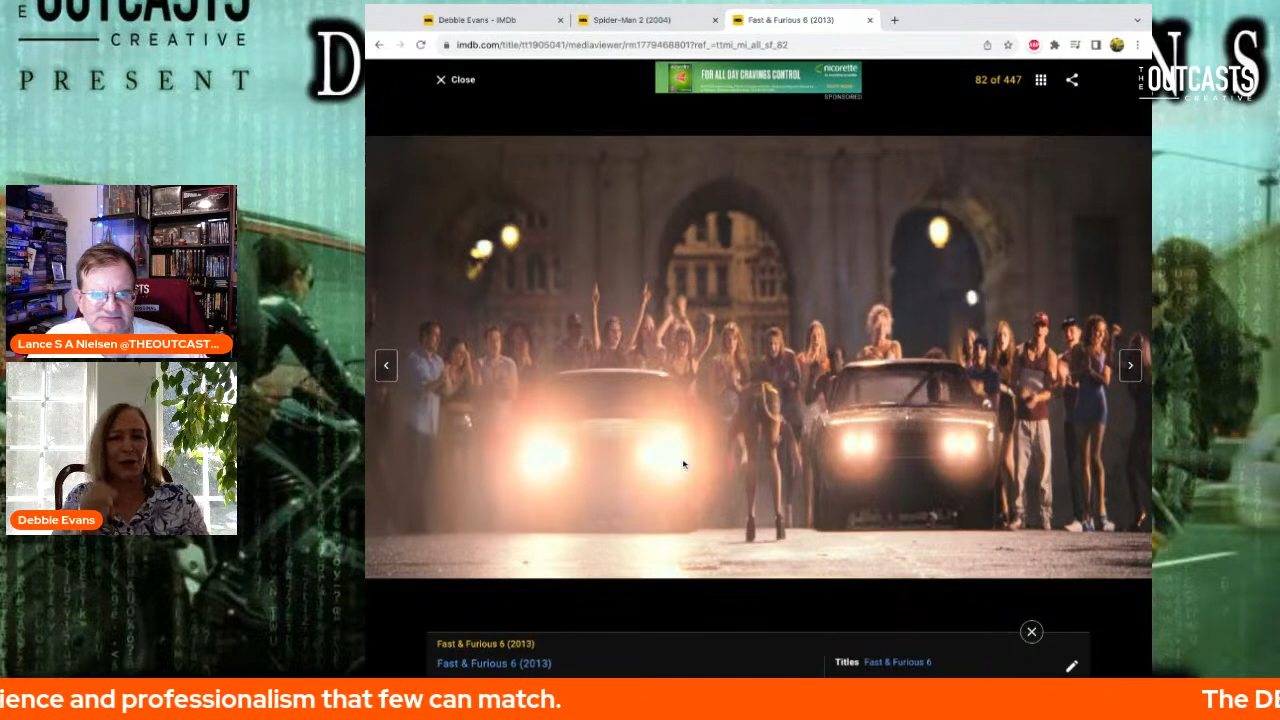 E OUTCASTS
CREATIVE
PRESENT
D
N S
THE OUTCASTS
CREATIVE
Debbie Evans - IMDb
Spider-Man 2 (2004)
Fast & Furious 6 (2013)
imdb.com/title/tt1905041/mediaviewer/rm1779468801?ref_=ttmi_mi_all_sf_82
Close
FOR ALL DAY CRAVINGS CONTROL
nicorette
SPONSORED
82 of 447
Lance S A Nielsen @THEOUTCAST...
Debbie Evans
Fast & Furious 6 (2013)
Fast & Furious 6 (2013)
Titles Fast & Furious 6
ience and professionalism that few can match.
The DE